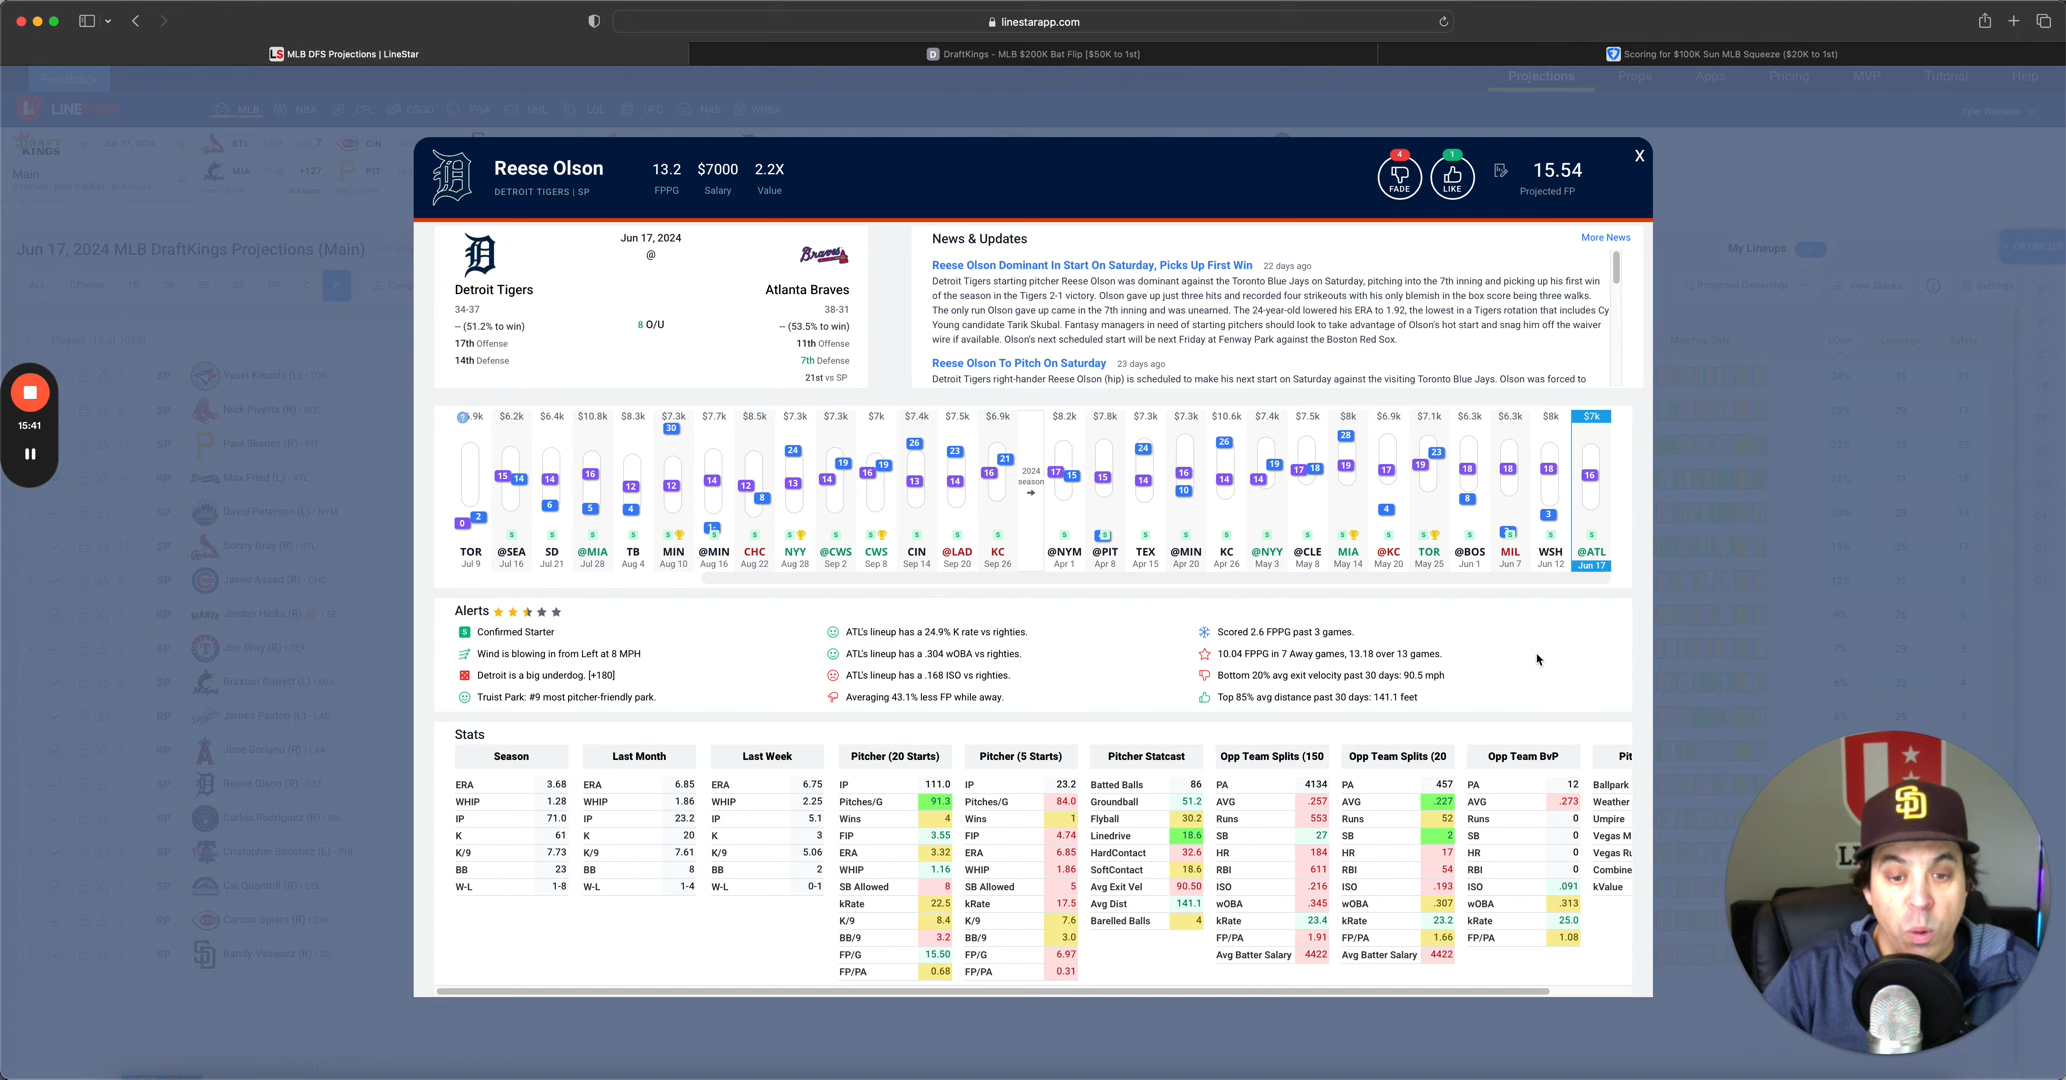 linestarapp.com
MLB DFS Projections | LineStar
DraftKings - MLB $200K Bat Flip [$50K to 1st]
Scoring for $100K Sun MLB Squeeze ($20K to 1st)
Feedback
Projections Props Apps Pricing MVP Tutorial Help
MLB NBA CFL CSGO PGA NHL LOL UFC NAS WNBA
Main
Jun 17, 2024 MLB DraftKings Projections (Main)
My Lineups
15:41
Reese Olson
DETROIT TIGERS | SP
13.2 $7000 2.2X
FPPG Salary Value
4 FADE
1 LIKE
15.54
Projected FP
X
Jun 17, 2024
@
Detroit Tigers Atlanta Braves
34-37 38-31
-- (51.2% to win) 8 O/U -- (53.5% to win)
17th Offense 11th Offense
14th Defense 7th Defense
21st vs SP
News & Updates More News
Reese Olson Dominant In Start On Saturday, Picks Up First Win 22 days ago
Detroit Tigers starting pitcher Reese Olson was dominant against the Toronto Blue Jays on Saturday, pitching into the 7th inning and picking up his first win
of the season in the Tigers 2-1 victory. Olson gave up just three hits and recorded four strikeouts with his only blemish in the box score being three walks.
The only run Olson gave up came in the 7th inning and was unearned. The 24-year-old lowered his ERA to 1.92, the lowest in a Tigers rotation that includes Cy
Young candidate Tarik Skubal. Fantasy managers in need of starting pitchers should look to take advantage of Olson's hot start and snag him off the waiver
wire if available. Olson's next scheduled start will be next Friday at Fenway Park against the Boston Red Sox.
Reese Olson To Pitch On Saturday 23 days ago
Detroit Tigers right-hander Reese Olson (hip) is scheduled to make his next start on Saturday against the visiting Toronto Blue Jays. Olson was forced to
$6.2k $6.4k $10.8k $8.3k $7.3k $7.7k $8.5k $7.3k $7.3k $7k $7.4k $7.5k $6.9k $8.2k $7.8k $7.3k $7.3k $10.6k $7.4k $7.5k $8k $6.9k $7.1k $6.3k $6.3k $8k $7k
2024 season →
TOR @SEA SD @MIA TB MIN @MIN CHC NYY @CWS CWS CIN @LAD KC @NYM @PIT TEX @MIN KC @NYY @CLE MIA @KC TOR @BOS MIL WSH @ATL
Jul 9 Jul 16 Jul 21 Jul 28 Aug 4 Aug 10 Aug 16 Aug 22 Aug 28 Sep 2 Sep 8 Sep 14 Sep 20 Sep 26 Apr 1 Apr 8 Apr 15 Apr 20 Apr 26 May 3 May 8 May 14 May 20 May 25 Jun 1 Jun 7 Jun 12 Jun 17
Alerts
Confirmed Starter
Wind is blowing in from Left at 8 MPH
Detroit is a big underdog. [+180]
Truist Park: #9 most pitcher-friendly park.
ATL's lineup has a 24.9% K rate vs righties.
ATL's lineup has a .304 wOBA vs righties.
ATL's lineup has a .168 ISO vs righties.
Averaging 43.1% less FP while away.
Scored 2.6 FPPG past 3 games.
10.04 FPPG in 7 Away games, 13.18 over 13 games.
Bottom 20% avg exit velocity past 30 days: 90.5 mph
Top 85% avg distance past 30 days: 141.1 feet
Stats
Season
ERA 3.68
WHIP 1.28
IP 71.0
K 61
K/9 7.73
BB 23
W-L 1-8
Last Month
ERA 6.85
WHIP 1.86
IP 23.2
K 20
K/9 7.61
BB 8
W-L 1-4
Last Week
ERA 6.75
WHIP 2.25
IP 5.1
K 3
K/9 5.06
BB 2
W-L 0-1
Pitcher (20 Starts)
IP 111.0
Pitches/G 91.3
Wins 4
FIP 3.55
ERA 3.32
WHIP 1.16
SB Allowed 8
kRate 22.5
K/9 8.4
BB/9 3.2
FP/G 15.50
FP/PA 0.68
Pitcher (5 Starts)
IP 23.2
Pitches/G 84.0
Wins 1
FIP 4.74
ERA 6.85
WHIP 1.86
SB Allowed 5
kRate 17.5
K/9 7.6
BB/9 3.0
FP/G 6.97
FP/PA 0.31
Pitcher Statcast
Batted Balls 86
Groundball 51.2
Flyball 30.2
Linedrive 18.6
HardContact 32.6
SoftContact 18.6
Avg Exit Vel 90.50
Avg Dist 141.1
Barelled Balls 4
Opp Team Splits (150
PA 4134
AVG .257
Runs 553
SB 27
HR 184
RBI 611
ISO .216
wOBA .345
kRate 23.4
FP/PA 1.91
Avg Batter Salary 4422
Opp Team Splits (20
PA 457
AVG .227
Runs 52
SB 2
HR 17
RBI 54
ISO .193
wOBA .307
kRate 23.2
FP/PA 1.66
Avg Batter Salary 4422
Opp Team BvP
PA 12
AVG .273
Runs 0
SB 0
HR 0
RBI 0
ISO .091
wOBA .313
kRate 25.0
FP/PA 1.08
Pit
Ballpark
Weather
Umpire
Vegas M
Vegas Ru
Combine
kValue